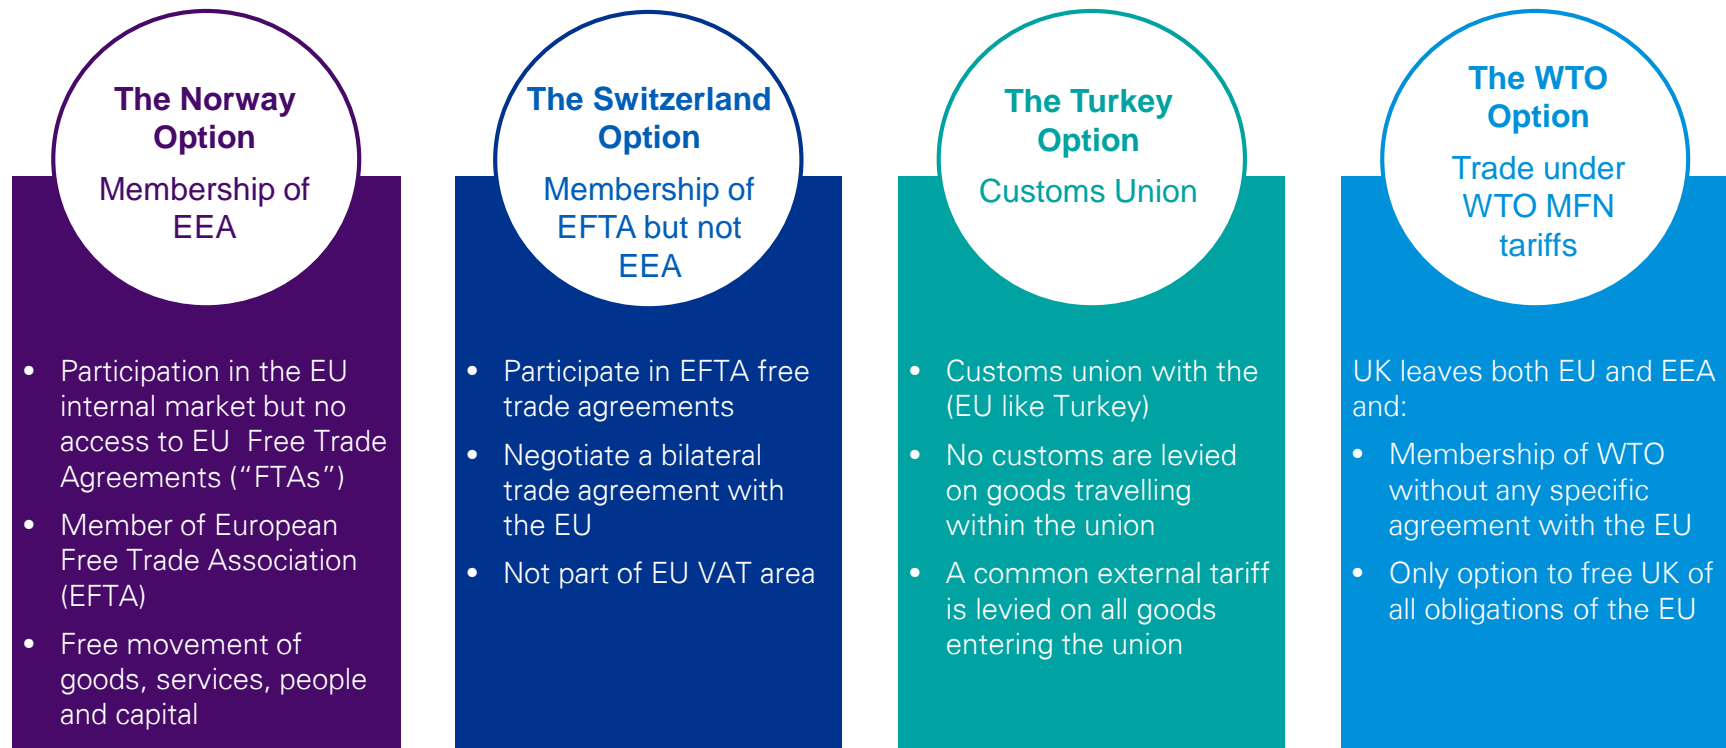 The Norway
Option
Membership of
EEA
• Participation in the EU
internal market but no
access to EU Free Trade
Agreements (“FTAs”)
• Member of European
Free Trade Association
(EFTA)
• Free movement of
goods, services, people
and capital
The Switzerland
Option
Membership of
EFTA but not
EEA
• Participate in EFTA free
trade agreements
• Negotiate a bilateral
trade agreement with
the EU
• Not part of EU VAT area
The Turkey
Option
Customs Union
• Customs union with the
(EU like Turkey)
• No customs are levied
on goods travelling
within the union
• A common external tariff
is levied on all goods
entering the union
The WTO
Option
Trade under
WTO MFN
tariffs
UK leaves both EU and EEA
and:
• Membership of WTO
without any specific
agreement with the EU
• Only option to free UK of
all obligations of the EU